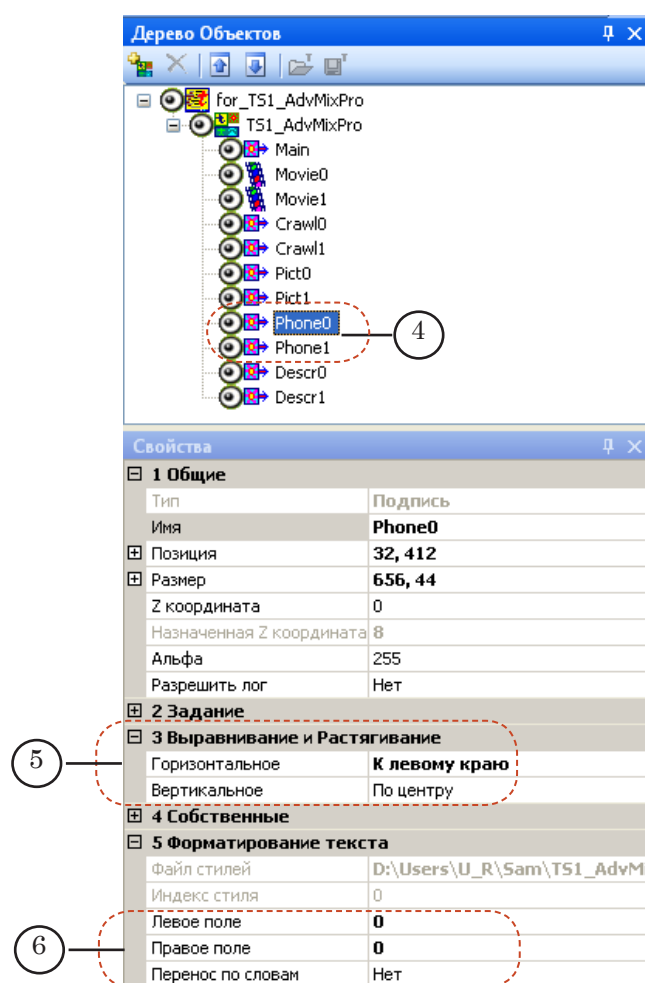 Дерево Объектов
for_TS1_AdvMixPro
TS1_AdvMixPro
Main
Movie0
Movie1
Crawl0
Crawl1
Pict0
Pict1
Phone0
4
Phone1
Descr0
Descr1
Свойства
1 Общие
Тип Подпись
Имя Phone0
Позиция 32, 412
Размер 656, 44
Z координата 0
Назначенная Z координата 8
Альфа 255
Разрешить лог Нет
2 Задание
3 Выравнивание и Растягивание
5
Горизонтальное К левому краю
Вертикальное По центру
4 Собственные
5 Форматирование текста
Файл стилей D:\Users\U_R\Sam\TS1_AdvM
Индекс стиля 0
Левое поле 0
6
Правое поле 0
Перенос по словам Нет